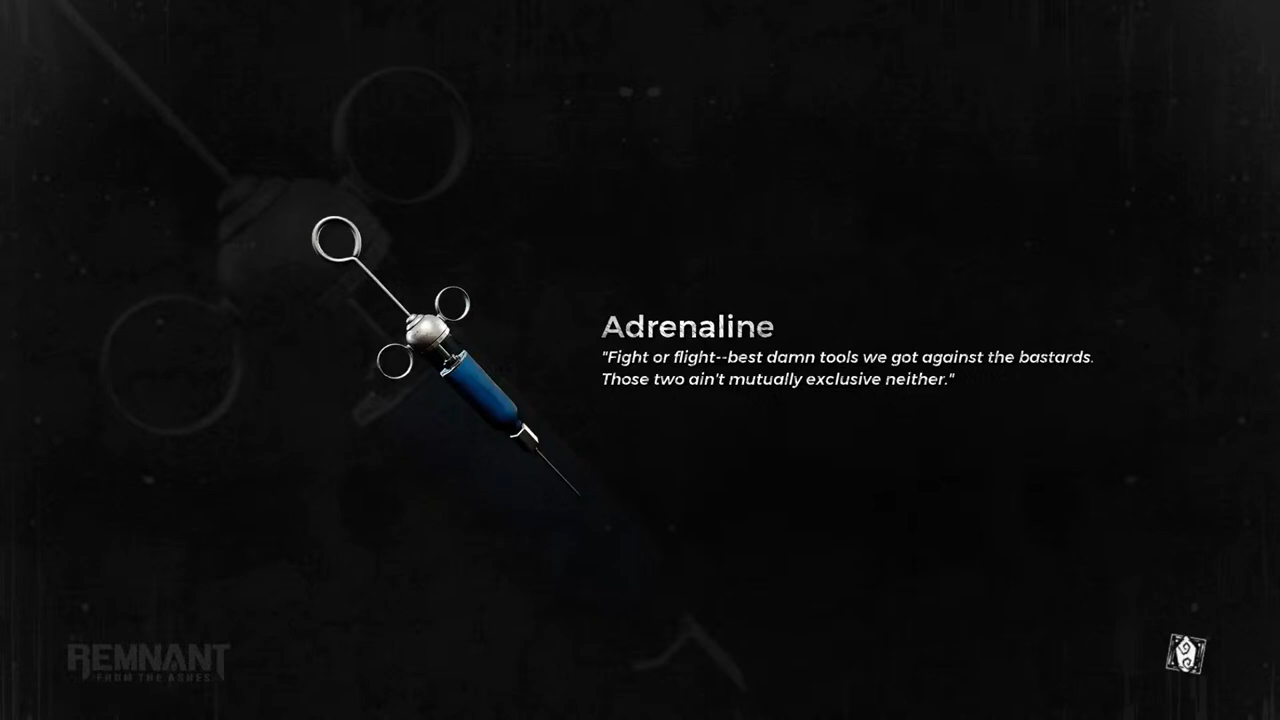 Adrenaline
"Fight or flight--best damn tools we got against the bastards.
Those two ain't mutually exclusive neither."
REMNANT
FROM THE ASHES